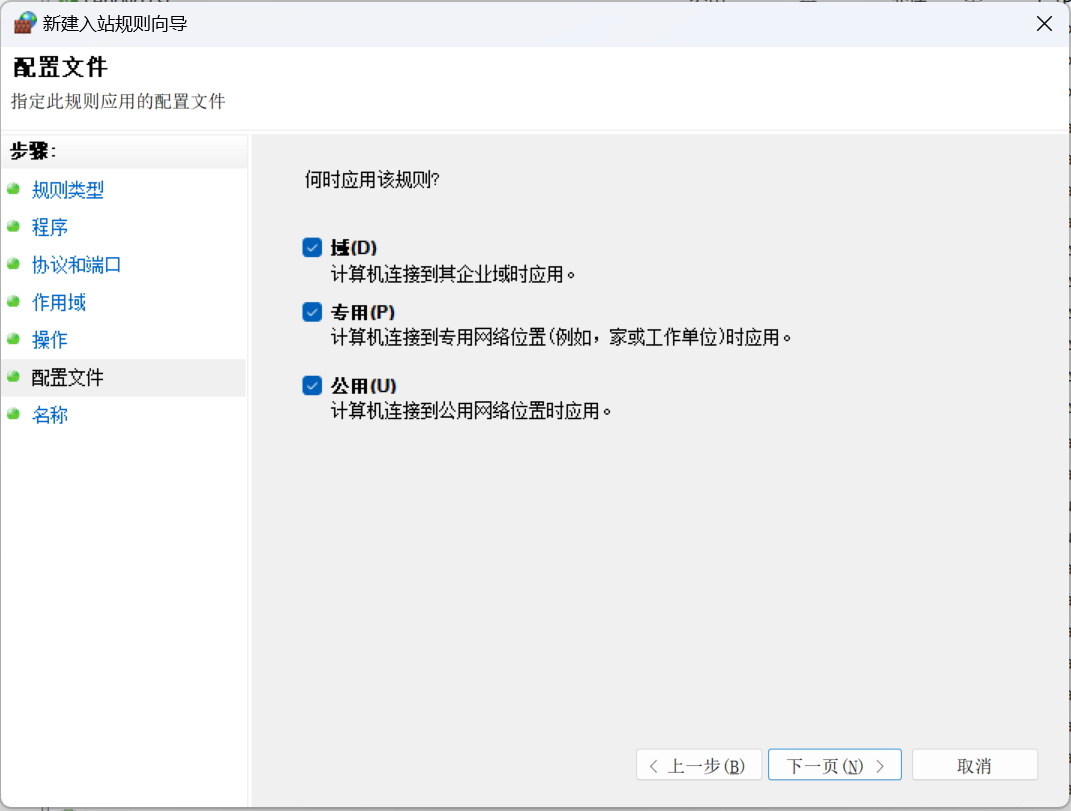 新建入站规则向导
配置文件
指定此规则应用的配置文件
步骤:
规则类型
程序
协议和端口
作用域
操作
配置文件
名称
何时应用该规则?
域(D)
计算机连接到其企业域时应用。
专用(P)
计算机连接到专用网络位置(例如，家或工作单位)时应用。
公用(U)
计算机连接到公用网络位置时应用。
< 上一步(B)
下一页(N) >
取消